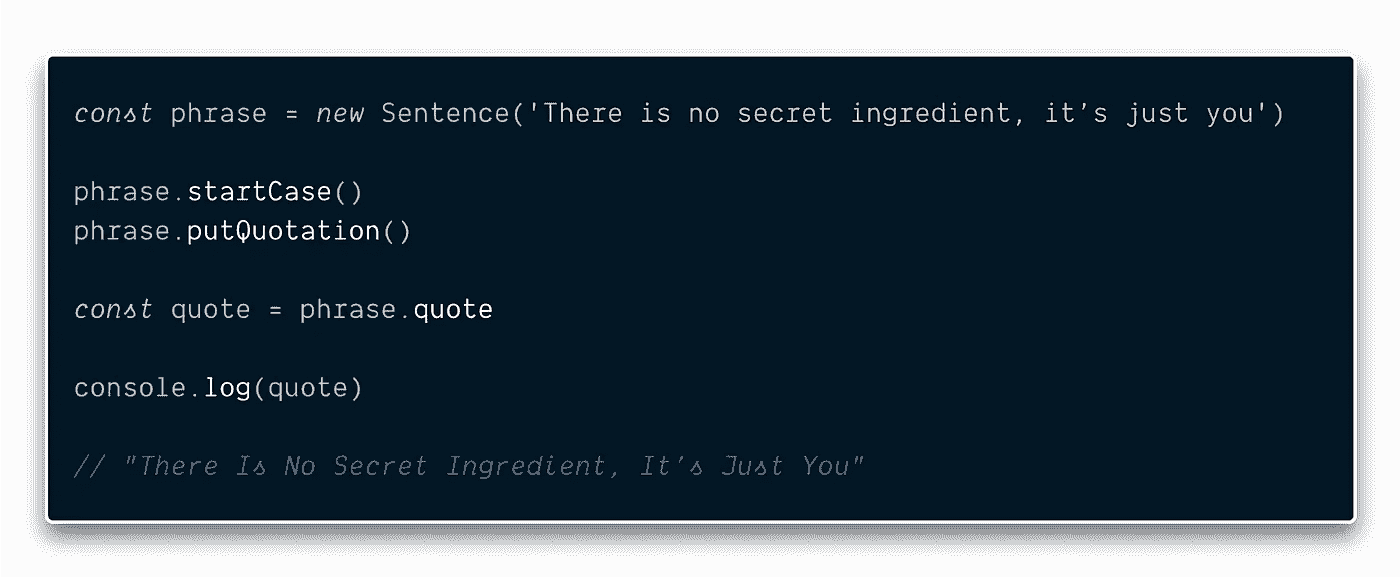 const phrase = new Sentence('There is no secret ingredient, it’s just you')
phrase.startCase()
phrase.putQuotation()
const quote = phrase.quote
console.log(quote)
// "There Is No Secret Ingredient, It’s Just You"